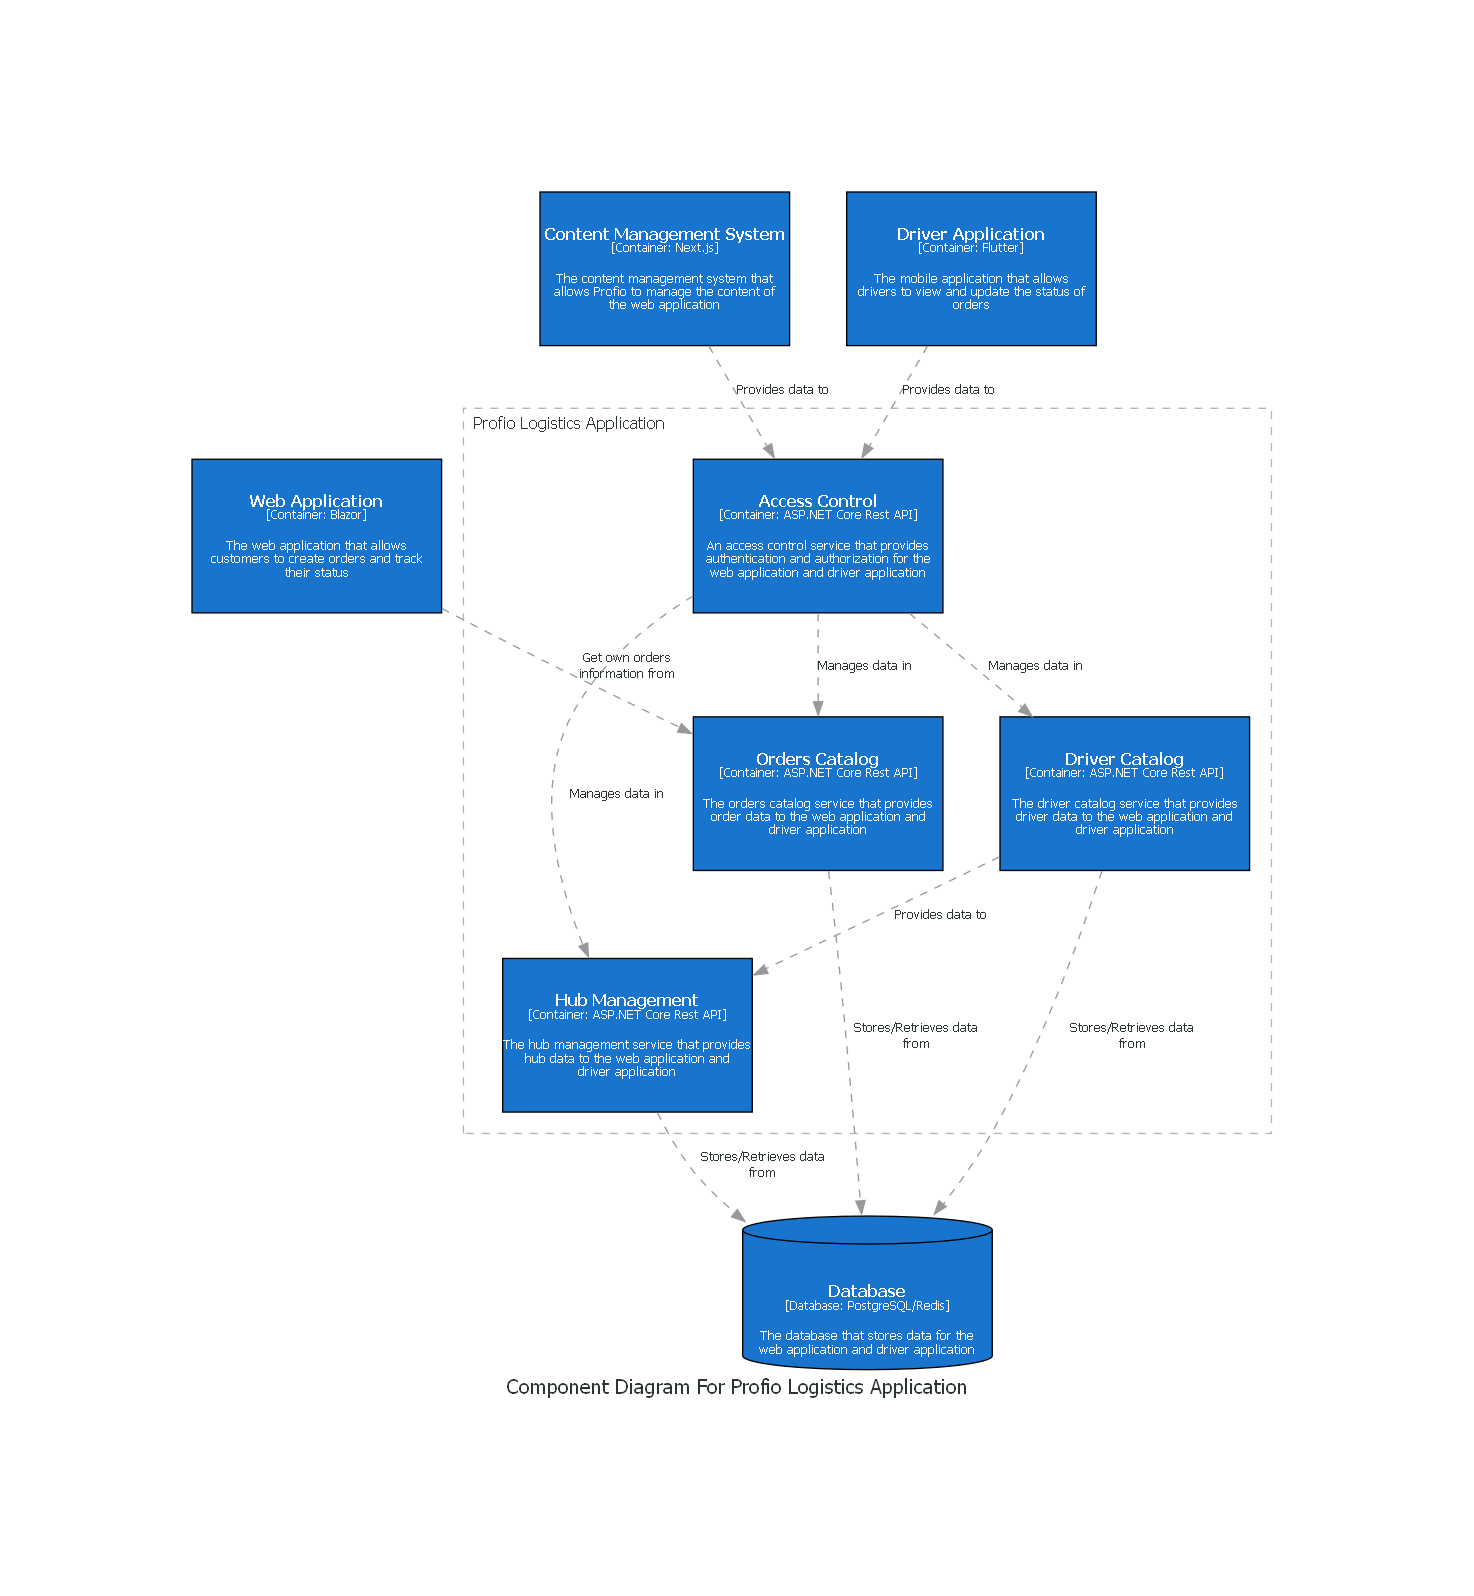 Content Management System
[Container: Next.js]
The content management system that
allows Profio to manage the content of
the web application
Driver Application
[Container: Flutter]
The mobile application that allows
drivers to view and update the status of
orders
Provides data to
Provides data to
Profio Logistics Application
Web Application
[Container: Blazor]
The web application that allows
customers to create orders and track
their status
Access Control
[Container: ASP.NET Core Rest API]
An access control service that provides
authentication and authorization for the
web application and driver application
Get own orders
information from
Manages data in
Manages data in
Manages data in
Orders Catalog
[Container: ASP.NET Core Rest API]
The orders catalog service that provides
order data to the web application and
driver application
Driver Catalog
[Container: ASP.NET Core Rest API]
The driver catalog service that provides
driver data to the web application and
driver application
Provides data to
Hub Management
[Container: ASP.NET Core Rest API]
The hub management service that provides
hub data to the web application and
driver application
Stores/Retrieves data
from
Stores/Retrieves data
from
Stores/Retrieves data
from
Database
[Database: PostgreSQL/Redis]
The database that stores data for the
web application and driver application
Component Diagram For Profio Logistics Application